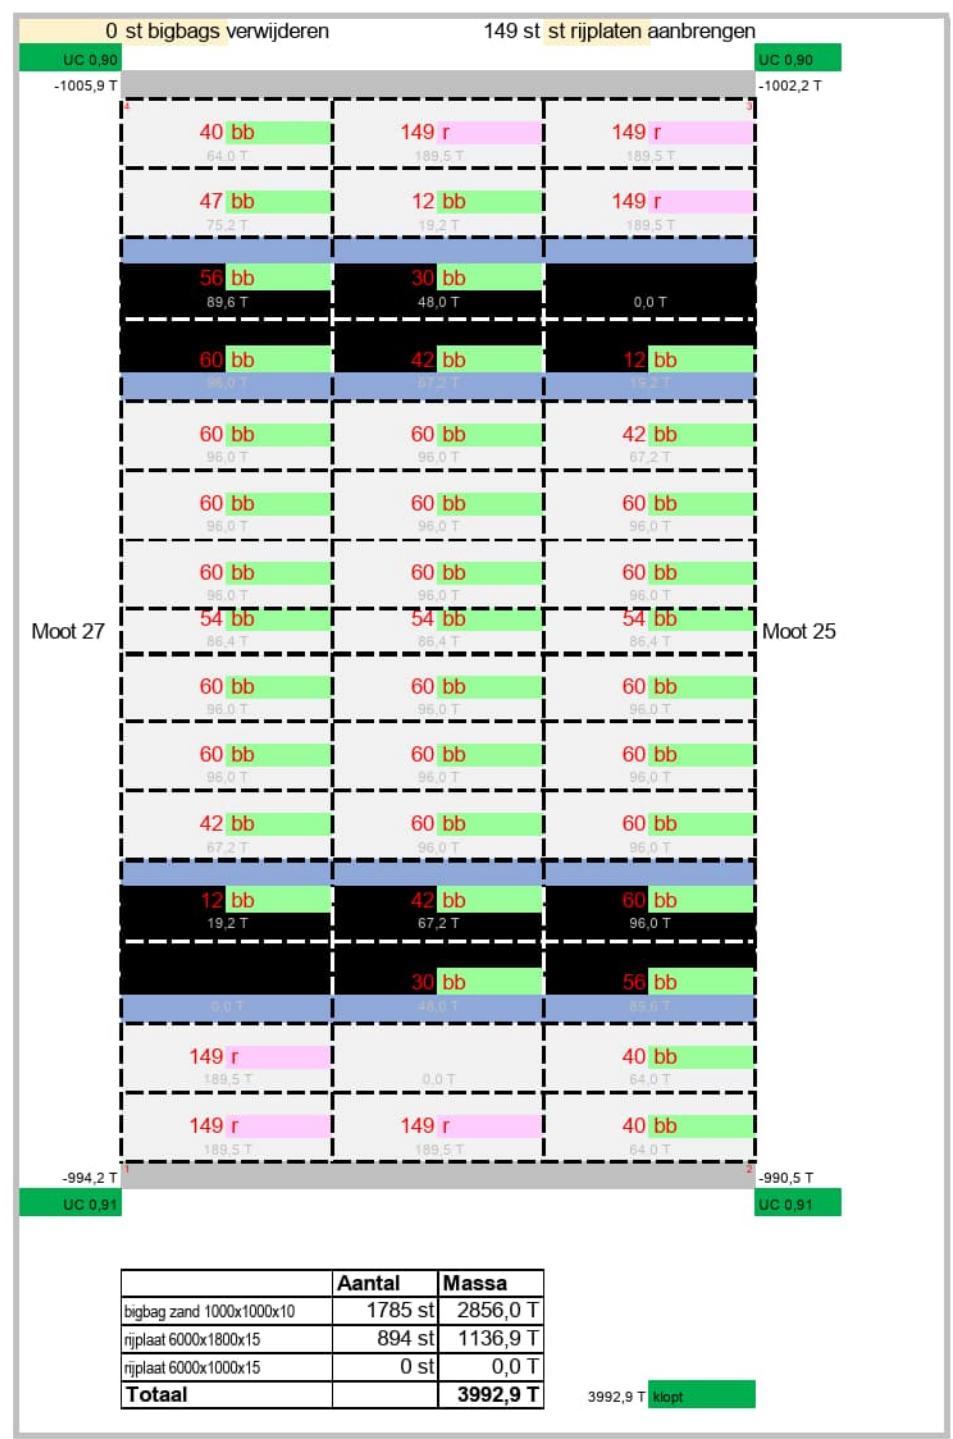 0 st bigbags verwijderen 149 st st rijplaten aanbrengen
UC 0,90 UC 0,90
-1005,9 T -1002,2 T
4 3
40 bb 149 r 149 r
64,0 T 189,5 T 189,5 T
47 bb 12 bb 149 r
75,2 T 19,2 T 189,5 T
56 bb 30 bb
89,6 T 48,0 T 0,0 T
60 bb 42 bb 12 bb
96,0 T 67,2 T 19,2 T
60 bb 60 bb 42 bb
96,0 T 96,0 T 67,2 T
60 bb 60 bb 60 bb
96,0 T 96,0 T 96,0 T
60 bb 60 bb 60 bb
96,0 T 96,0 T 96,0 T
54 bb 54 bb 54 bb
Moot 27 86,4 T 86,4 T 86,4 T Moot 25
60 bb 60 bb 60 bb
96,0 T 96,0 T 96,0 T
60 bb 60 bb 60 bb
96,0 T 96,0 T 96,0 T
42 bb 60 bb 60 bb
67,2 T 96,0 T 96,0 T
12 bb 42 bb 60 bb
19,2 T 67,2 T 96,0 T
30 bb 56 bb
0,0 T 48,0 T 89,6 T
149 r 40 bb
189,5 T 0,0 T 64,0 T
149 r 149 r 40 bb
189,5 T 189,5 T 64,0 T
1 2
-994,2 T -990,5 T
UC 0,91 UC 0,91
Aantal Massa
bigbag zand 1000x1000x10 1785 st 2856,0 T
rijplaat 6000x1800x15 894 st 1136,9 T
rijplaat 6000x1000x15 0 st 0,0 T
Totaal 3992,9 T 3992,9 T klopt